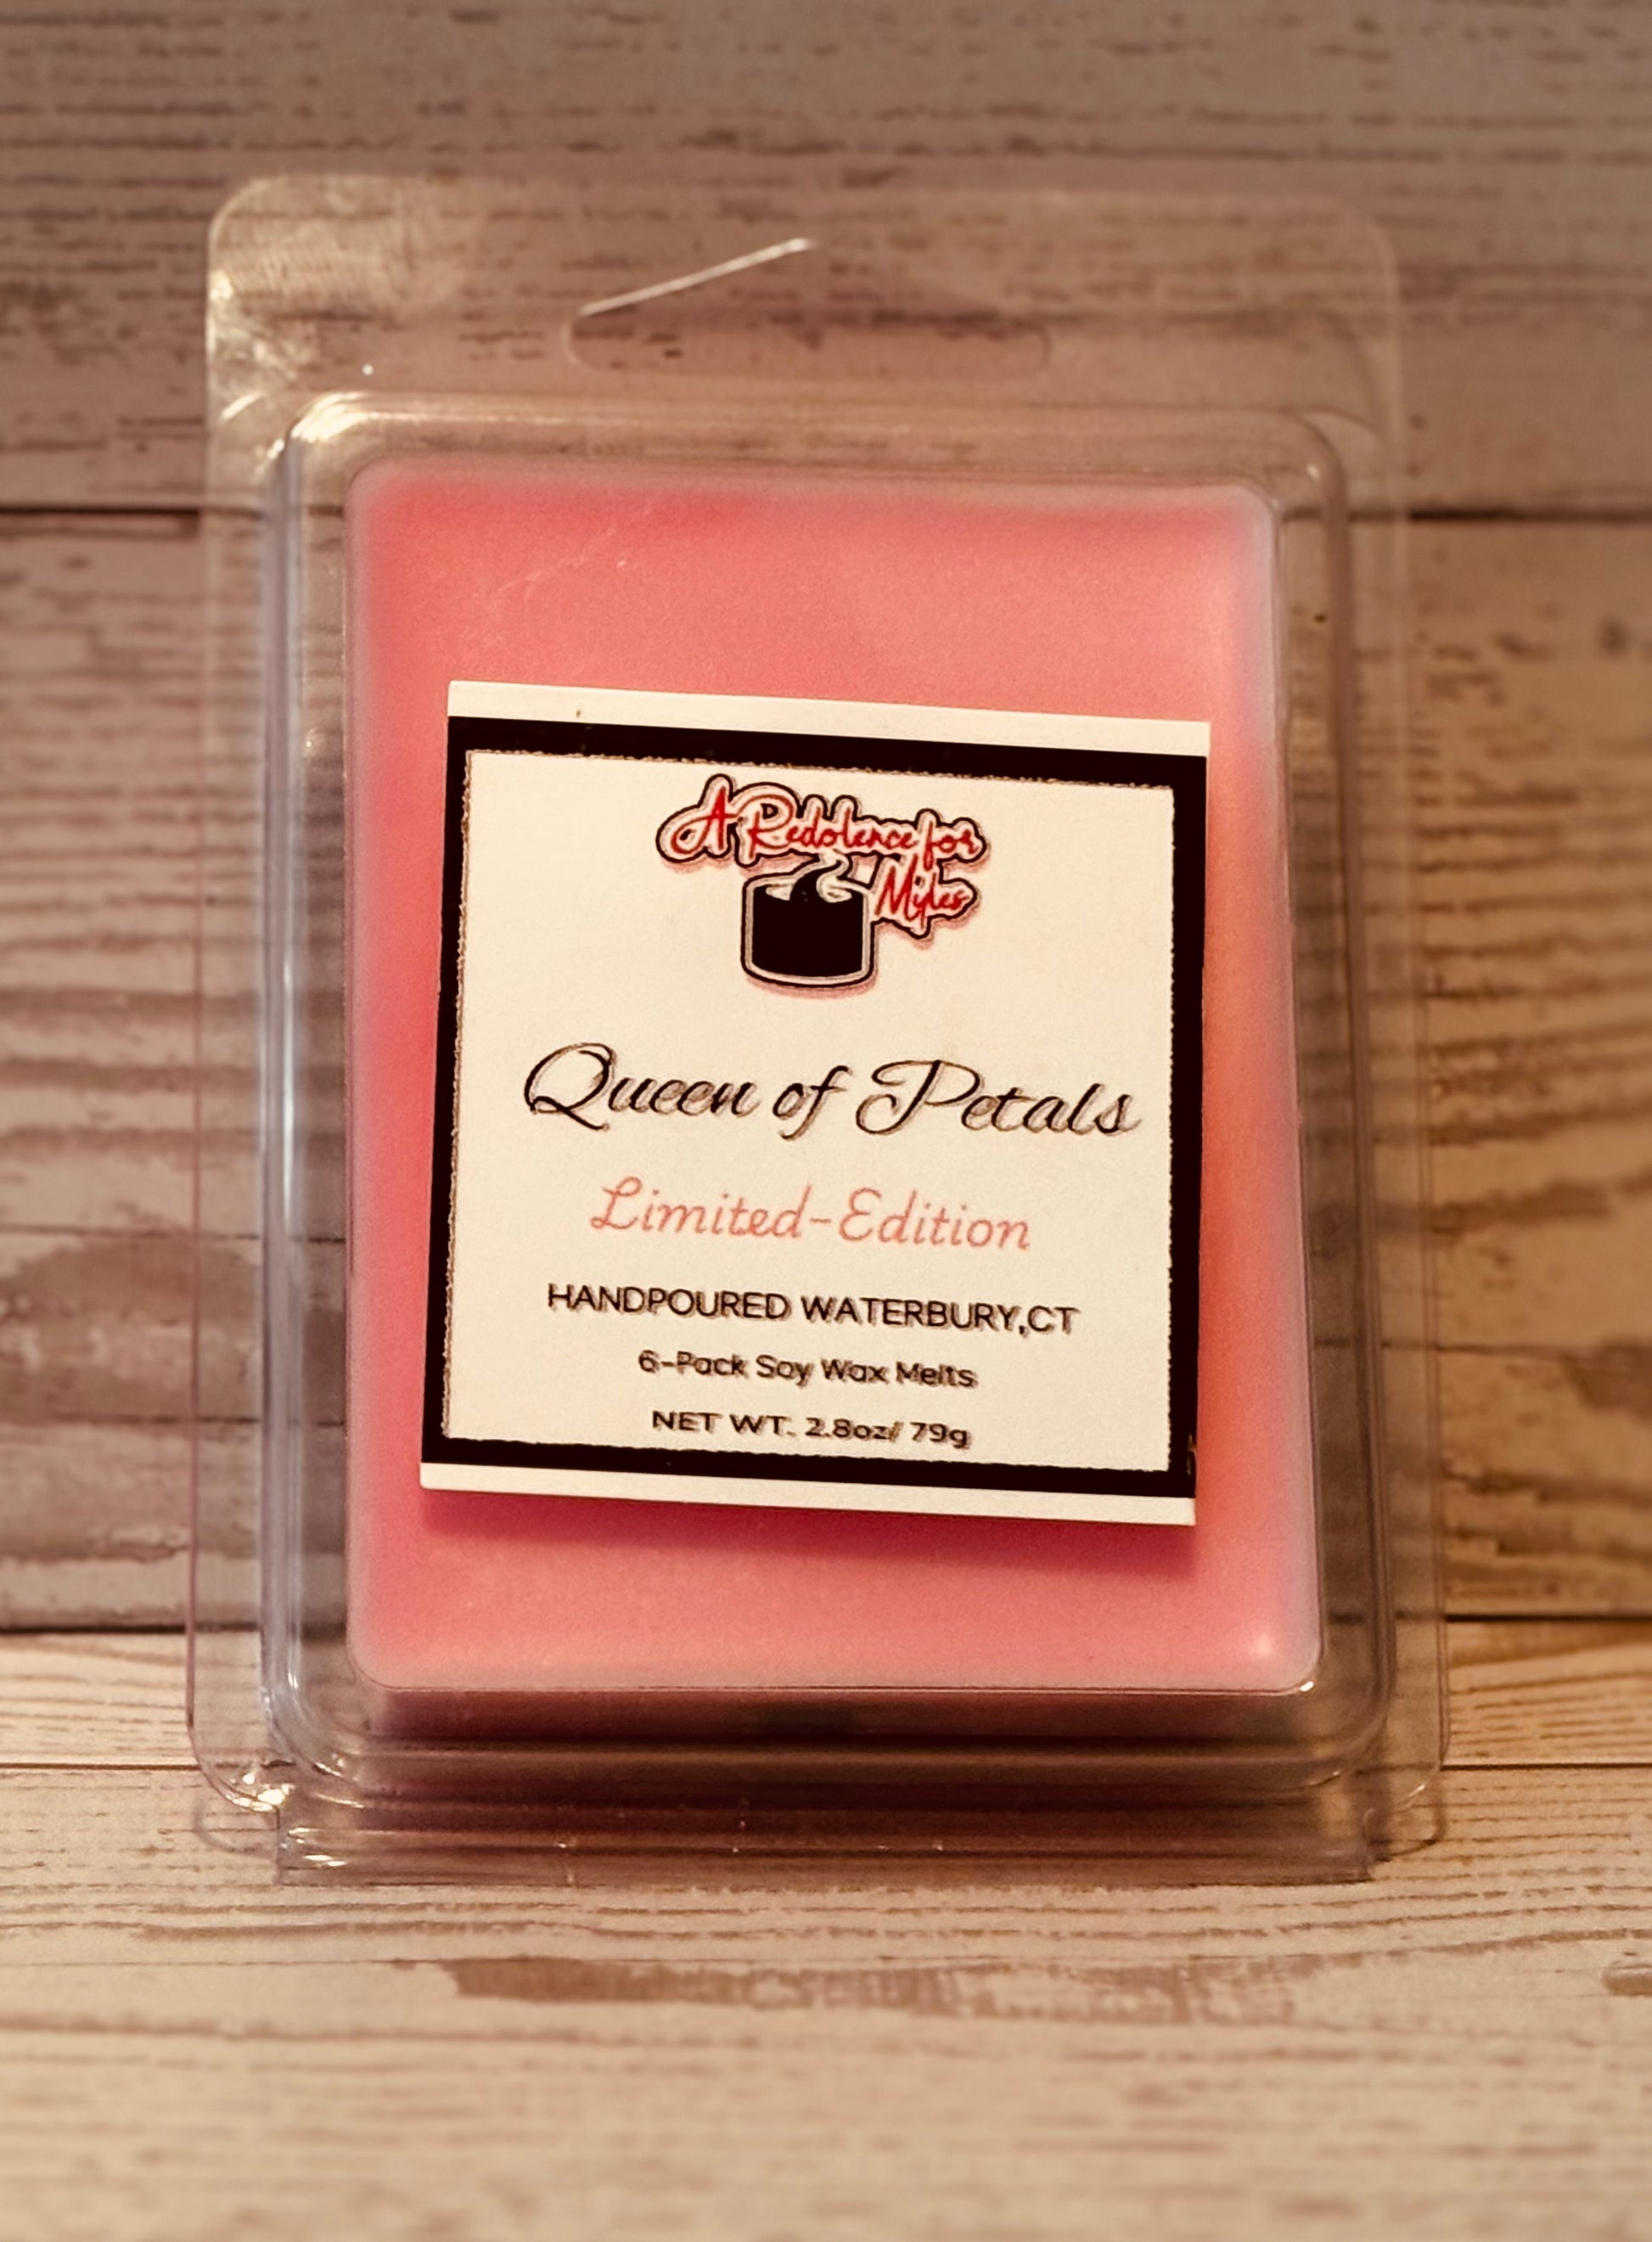 A Redolence for
Myles
Queen of Petals
Limited-Edition
HANDPOURED WATERBURY,CT
6-Pack Soy Wax Melts
NET WT. 2.8oz/ 79g